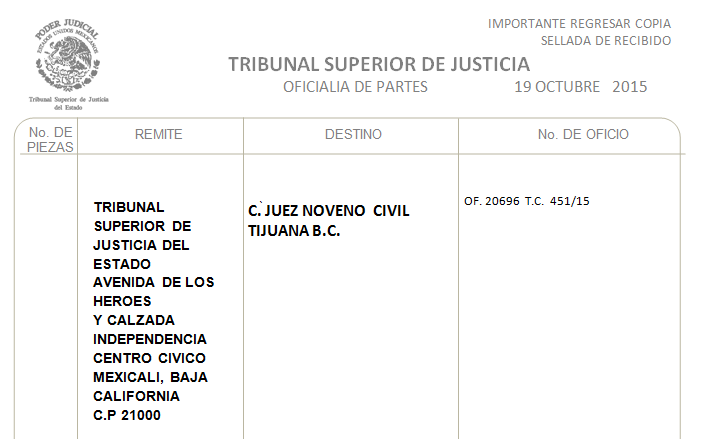 PODER JUDICIAL
ESTADOS UNIDOS MEXICANOS
Tribunal Superior de Justicia
del Estado
IMPORTANTE REGRESAR COPIA
SELLADA DE RECIBIDO
TRIBUNAL SUPERIOR DE JUSTICIA
OFICIALIA DE PARTES 19 OCTUBRE 2015
No. DE
PIEZAS
REMITE
DESTINO
No. DE OFICIO
TRIBUNAL
SUPERIOR DE
JUSTICIA DEL
ESTADO
AVENIDA DE LOS
HEROES
Y CALZADA
INDEPENDENCIA
CENTRO CIVICO
MEXICALI, BAJA
CALIFORNIA
C.P 21000
C.`JUEZ NOVENO CIVIL
TIJUANA B.C.
OF. 20696 T.C. 451/15